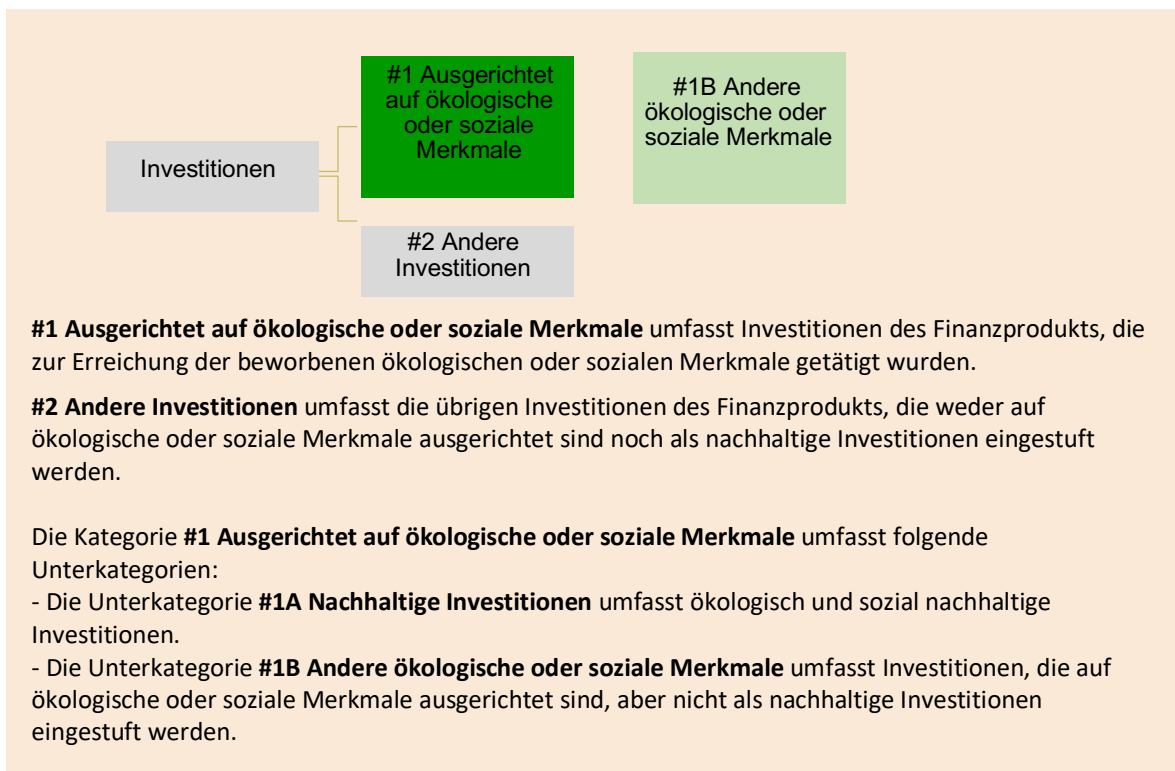 #1 Ausgerichtet
auf ökologische
oder soziale
Merkmale
#1B Andere
ökologische oder
soziale Merkmale
Investitionen
#2 Andere
Investitionen
#1 Ausgerichtet auf ökologische oder soziale Merkmale umfasst Investitionen des Finanzprodukts, die
zur Erreichung der beworbenen ökologischen oder sozialen Merkmale getätigt wurden.
#2 Andere Investitionen umfasst die übrigen Investitionen des Finanzprodukts, die weder auf
ökologische oder soziale Merkmale ausgerichtet sind noch als nachhaltige Investitionen eingestuft
werden.
Die Kategorie #1 Ausgerichtet auf ökologische oder soziale Merkmale umfasst folgende
Unterkategorien:
- Die Unterkategorie #1A Nachhaltige Investitionen umfasst ökologisch und sozial nachhaltige
Investitionen.
- Die Unterkategorie #1B Andere ökologische oder soziale Merkmale umfasst Investitionen, die auf
ökologische oder soziale Merkmale ausgerichtet sind, aber nicht als nachhaltige Investitionen
eingestuft werden.